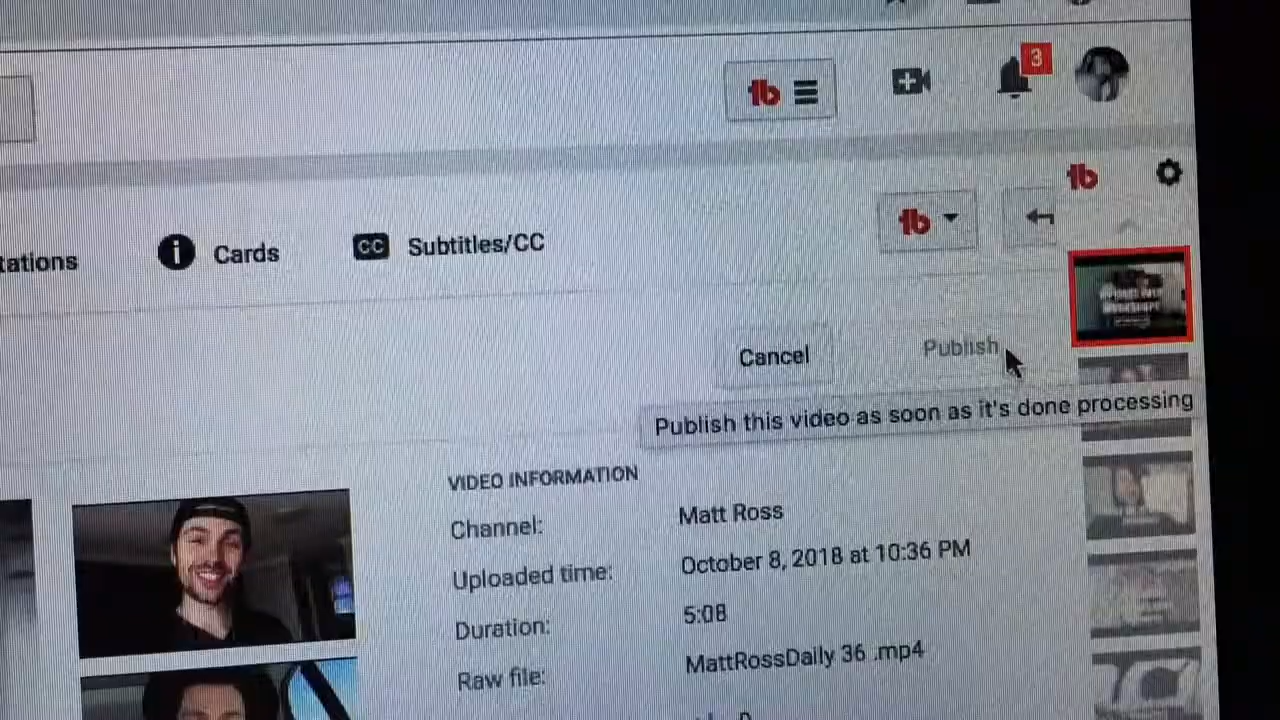 3
tations
Cards
CC
Subtitles/CC
Cancel
Publish
Publish this video as soon as it's done processing
VIDEO INFORMATION
Channel:
Matt Ross
Uploaded time:
October 8, 2018 at 10:36 PM
Duration:
5:08
Raw file:
MattRossDaily 36 .mp4